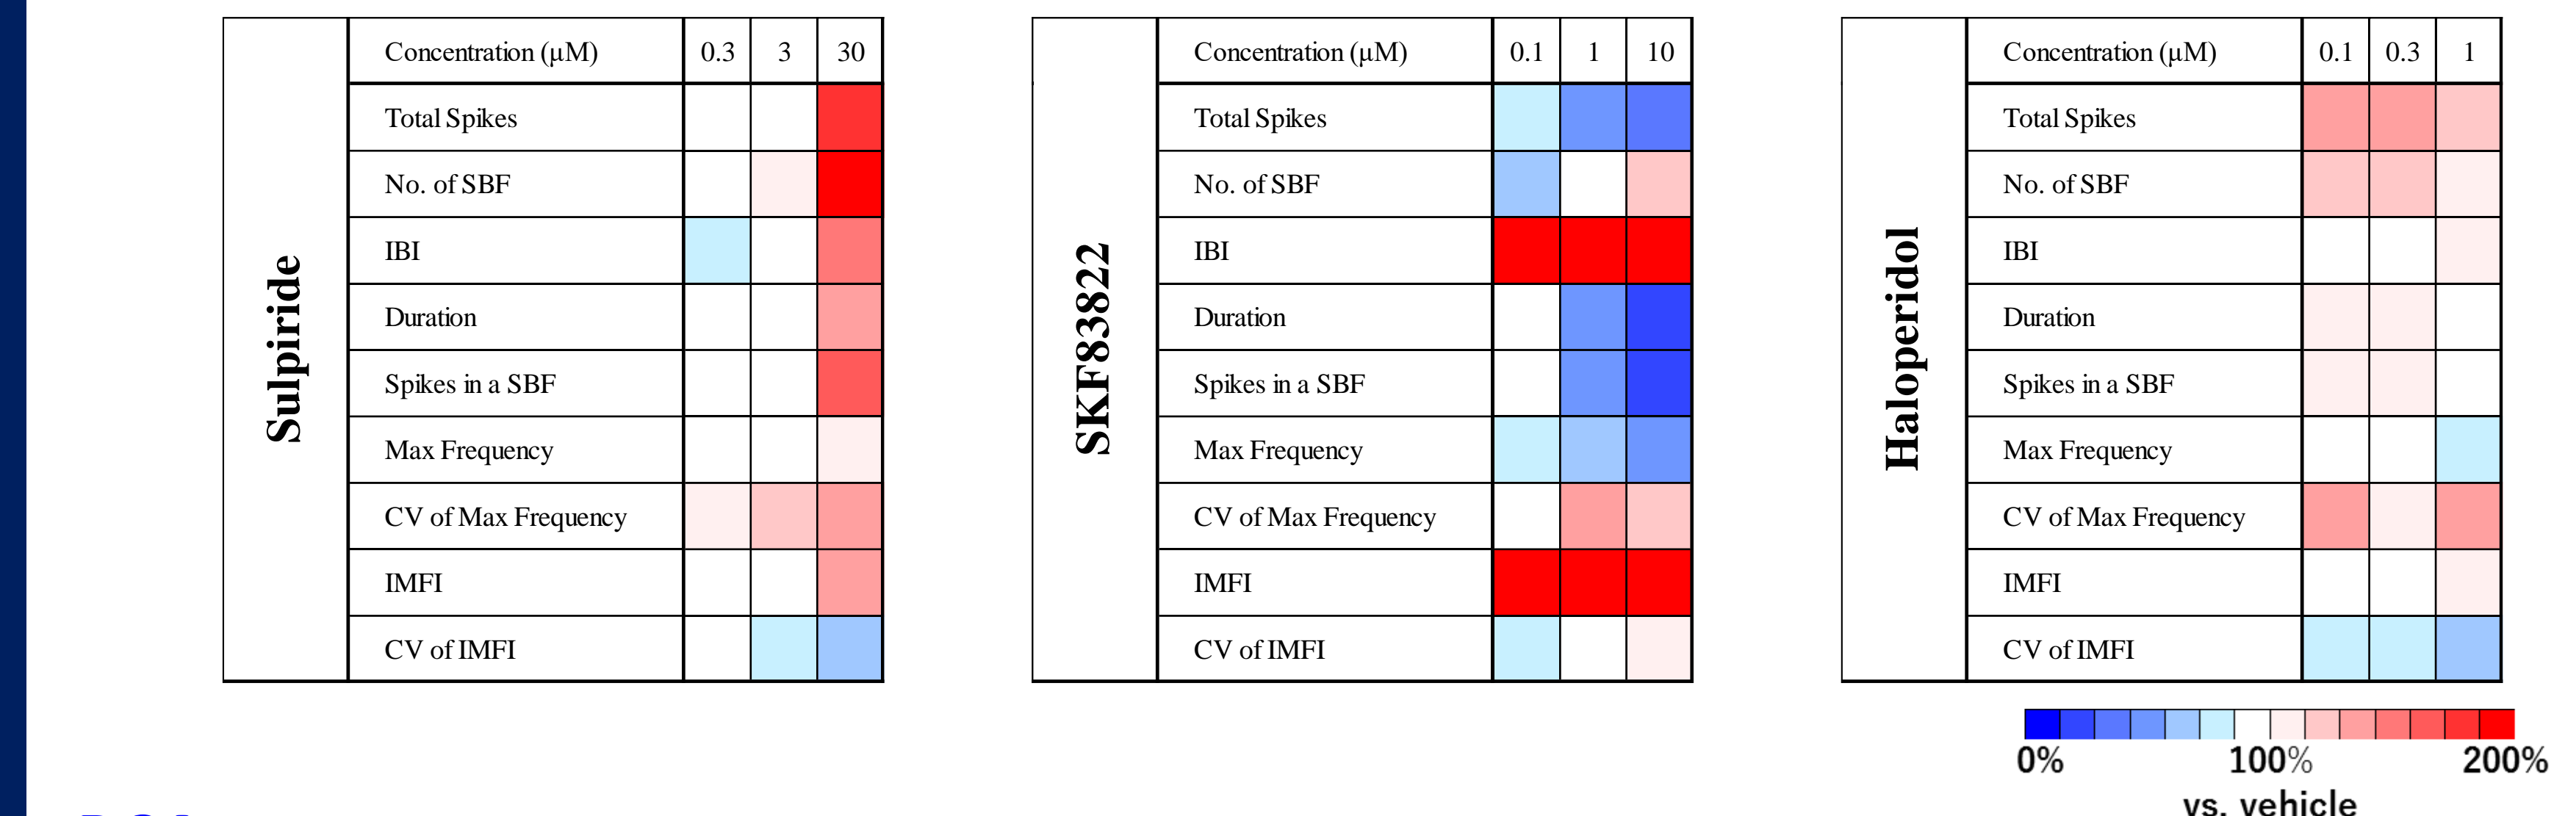 Sulpiride
Concentration (μM) 0.3 3 30
Total Spikes
No. of SBF
IBI
Duration
Spikes in a SBF
Max Frequency
CV of Max Frequency
IMFI
CV of IMFI
SKF83822
Concentration (μM) 0.1 1 10
Total Spikes
No. of SBF
IBI
Duration
Spikes in a SBF
Max Frequency
CV of Max Frequency
IMFI
CV of IMFI
Haloperidol
Concentration (μM) 0.1 0.3 1
Total Spikes
No. of SBF
IBI
Duration
Spikes in a SBF
Max Frequency
CV of Max Frequency
IMFI
CV of IMFI
0% 100% 200%
vs. vehicle